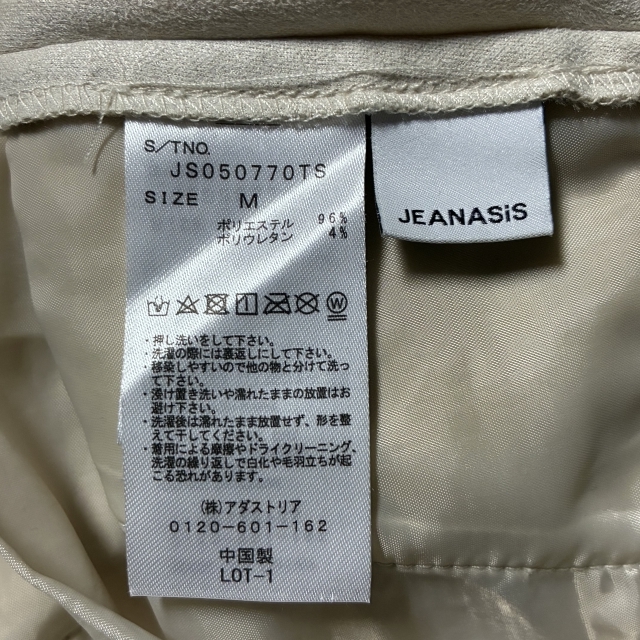 S/TNO.
JS050770TS
SIZE M
ポリエステル 96%
ポリウレタン 4%
W
・押し洗いをして下さい。
・洗濯の際には裏返しにして下さい。
・移染しやすいので他の物と分けて洗っ
て下さい。
・浸け置き洗いや濡れたままの放置はお
避け下さい。
・洗濯後は濡れたまま放置せず、形を整
えて干してください。
・着用による摩擦やドライクリーニング、
洗濯の繰り返しで白化や毛羽立ちが起
こる恐れがあります。
(株)アダストリア
0120-601-162
中国製
LOT-1
JEANASiS